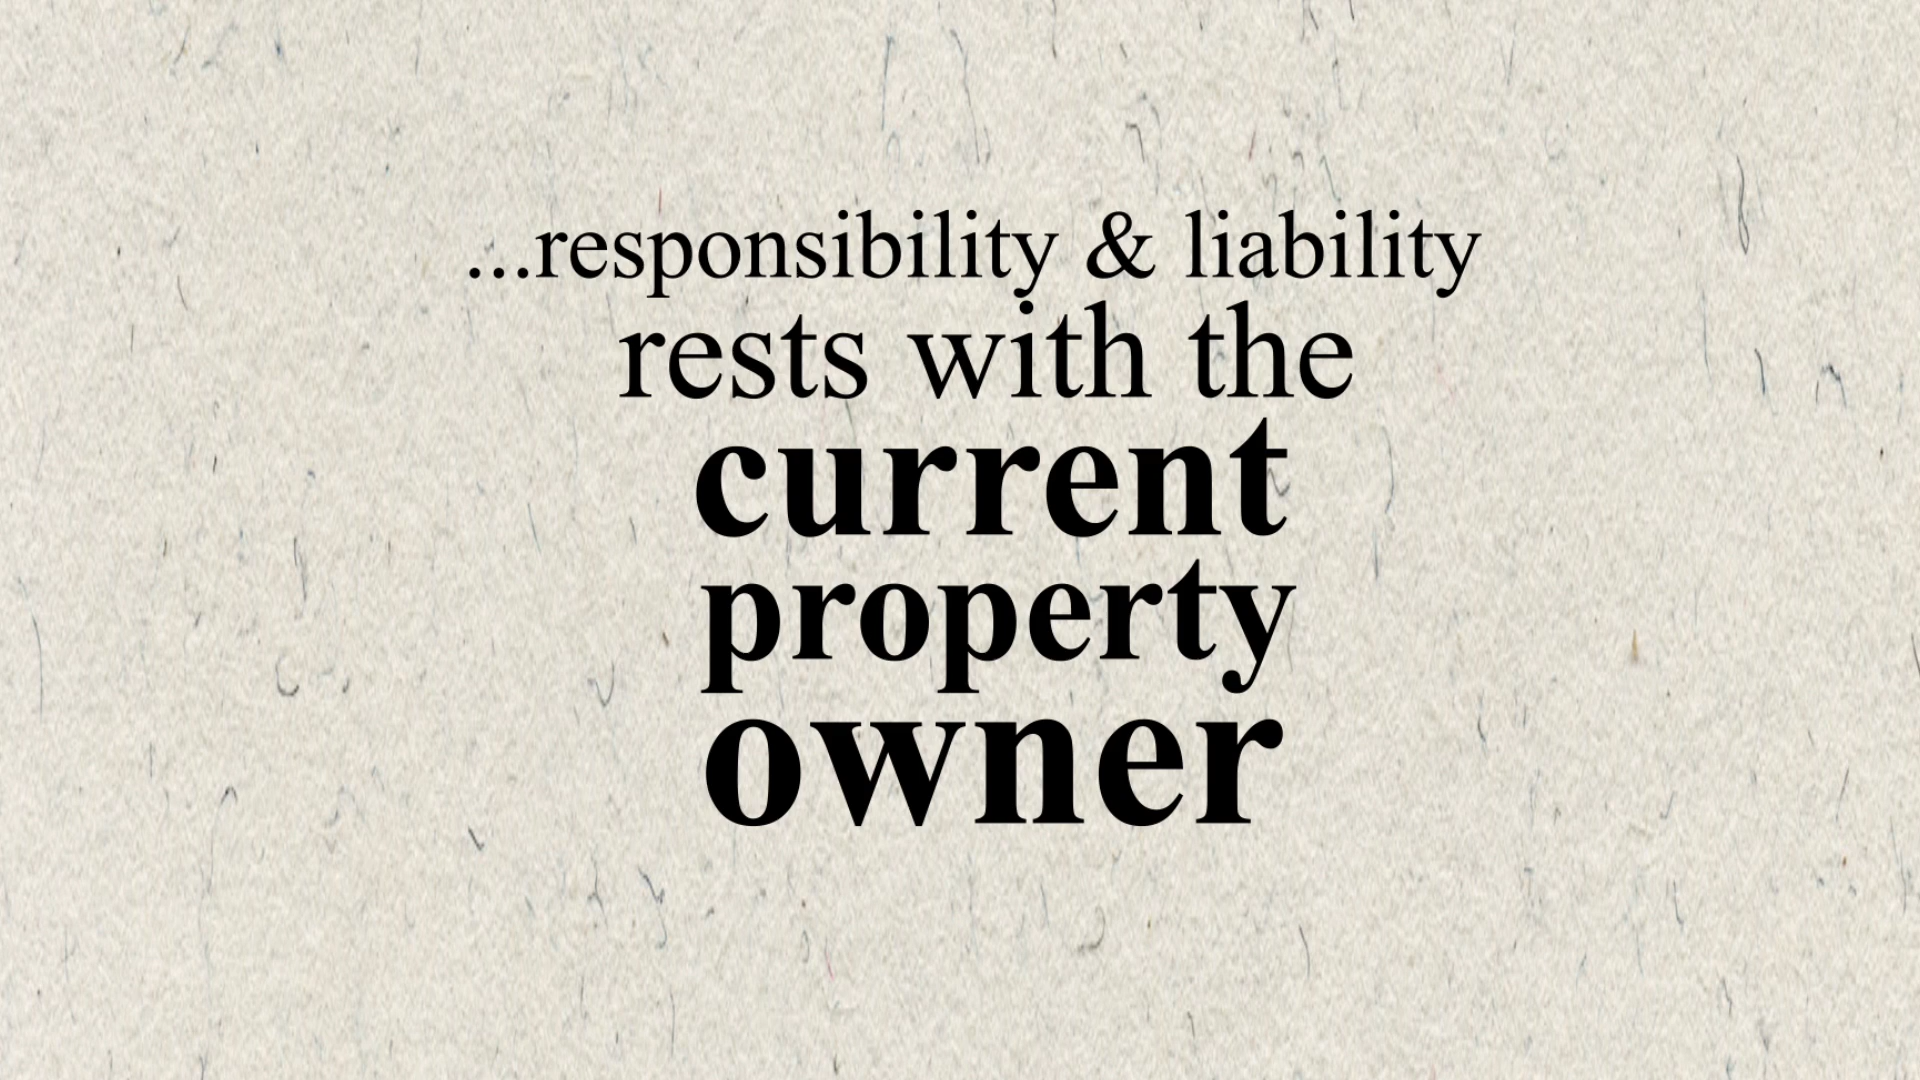 ...responsibility & liability
rests with the
current
property
owner